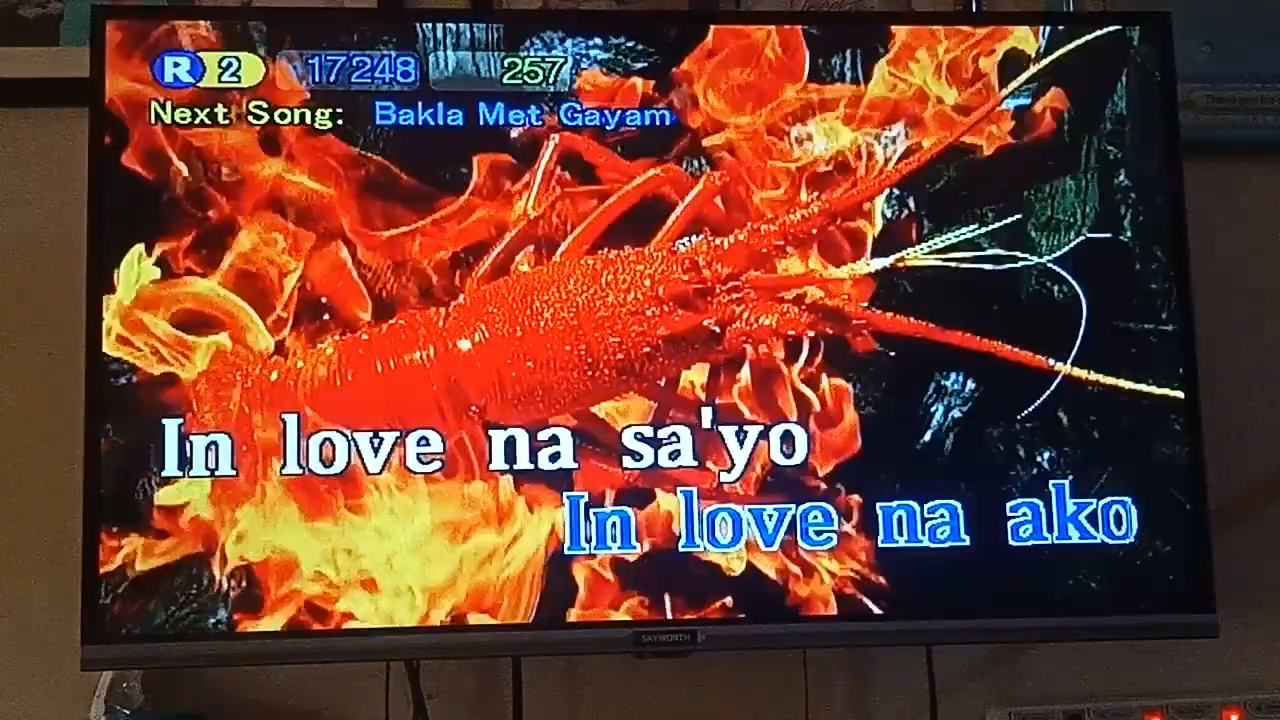 R 2 17248 257
Next Song: Bakla Met Gayam
In love na sa'yo
In love na ako
SKYWORTH